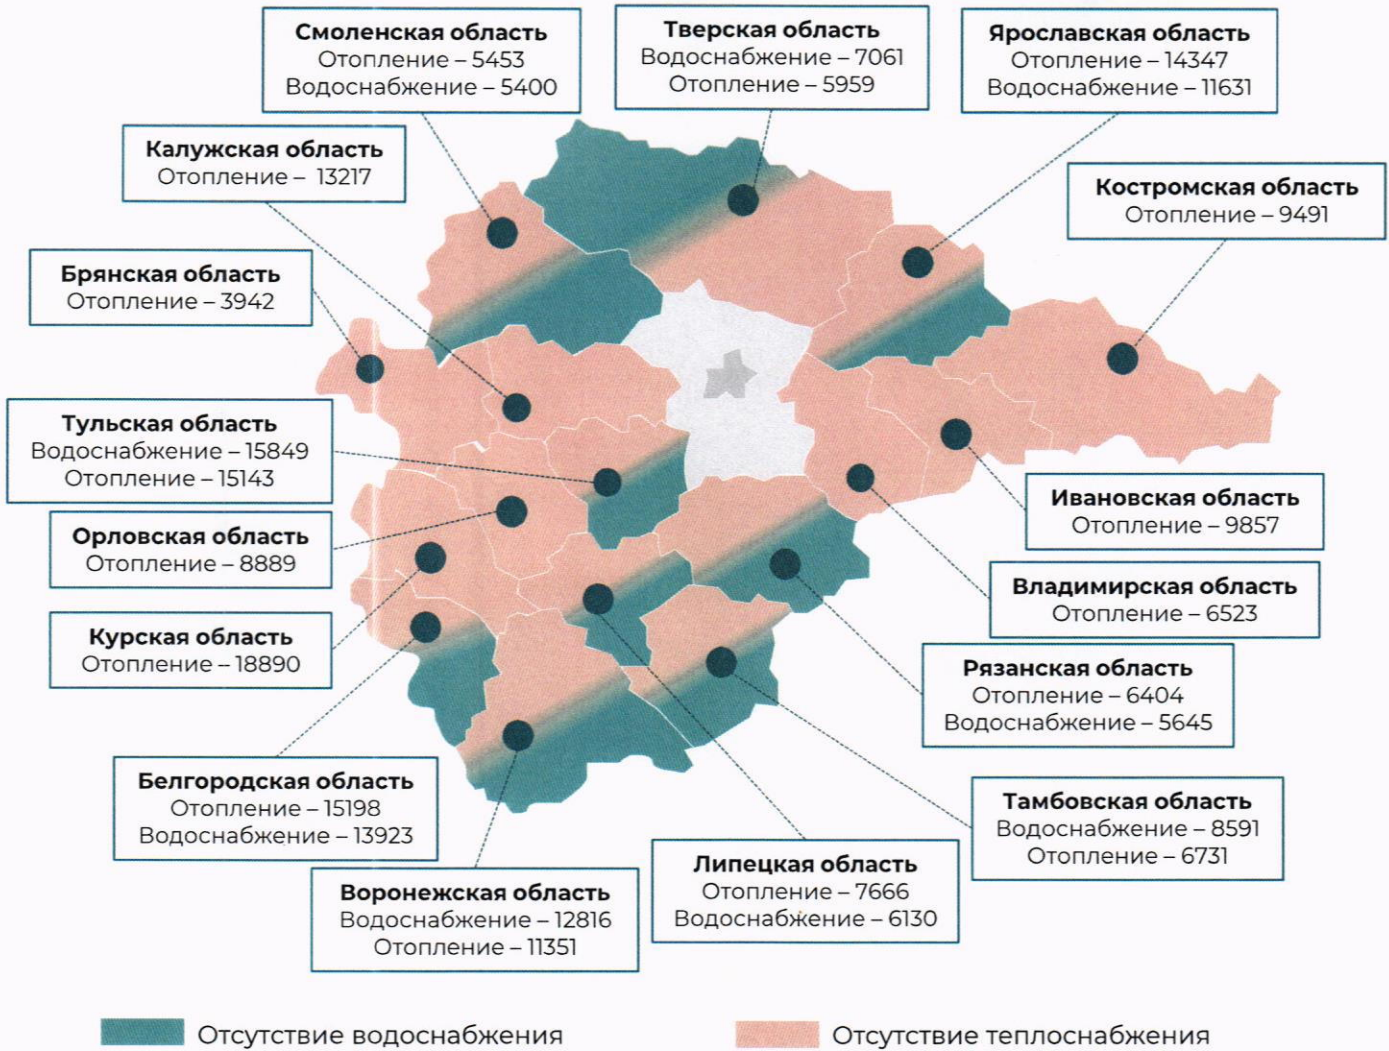 Смоленская область
Отопление – 5453
Водоснабжение – 5400
Тверская область
Водоснабжение – 7061
Отопление – 5959
Ярославская область
Отопление – 14347
Водоснабжение – 11631
Калужская область
Отопление – 13217
Костромская область
Отопление – 9491
Брянская область
Отопление – 3942
Тульская область
Водоснабжение – 15849
Отопление – 15143
Ивановская область
Отопление – 9857
Орловская область
Отопление – 8889
Владимирская область
Отопление – 6523
Курская область
Отопление – 18890
Рязанская область
Отопление – 6404
Водоснабжение – 5645
Белгородская область
Отопление – 15198
Водоснабжение – 13923
Тамбовская область
Водоснабжение – 8591
Отопление – 6731
Липецкая область
Отопление – 7666
Водоснабжение – 6130
Воронежская область
Водоснабжение – 12816
Отопление – 11351
Отсутствие водоснабжения
Отсутствие теплоснабжения